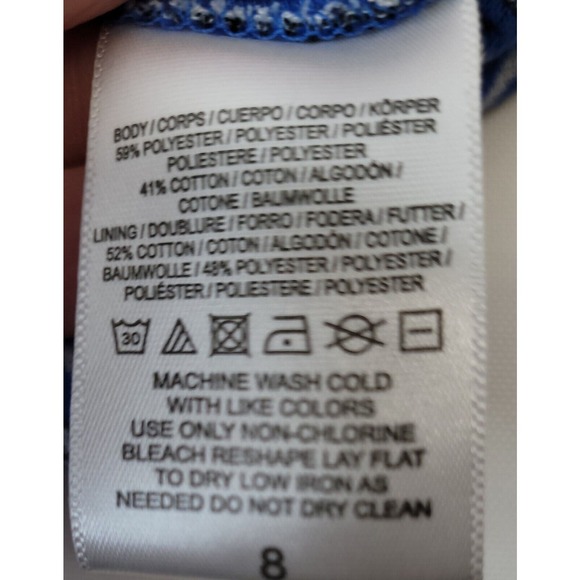 BODY / CORPS / CUERPO / CORPO / KÖRPER
59% POLYESTER / POLYESTER / POLIÉSTER
POLIESTERE / POLYESTER
41% COTTON / COTON / ALGODÓN /
COTONE / BAUMWOLLE
LINING / DOUBLURE / FORRO / FODERA / FUTTER /
52% COTTON / COTON / ALGODÓN / COTONE /
BAUMWOLLE / 48% POLYESTER / POLYESTER /
POLIÉSTER / POLIESTERE / POLYESTER
30
MACHINE WASH COLD
WITH LIKE COLORS
USE ONLY NON-CHLORINE
BLEACH RESHAPE LAY FLAT
TO DRY LOW IRON AS
NEEDED DO NOT DRY CLEAN
8